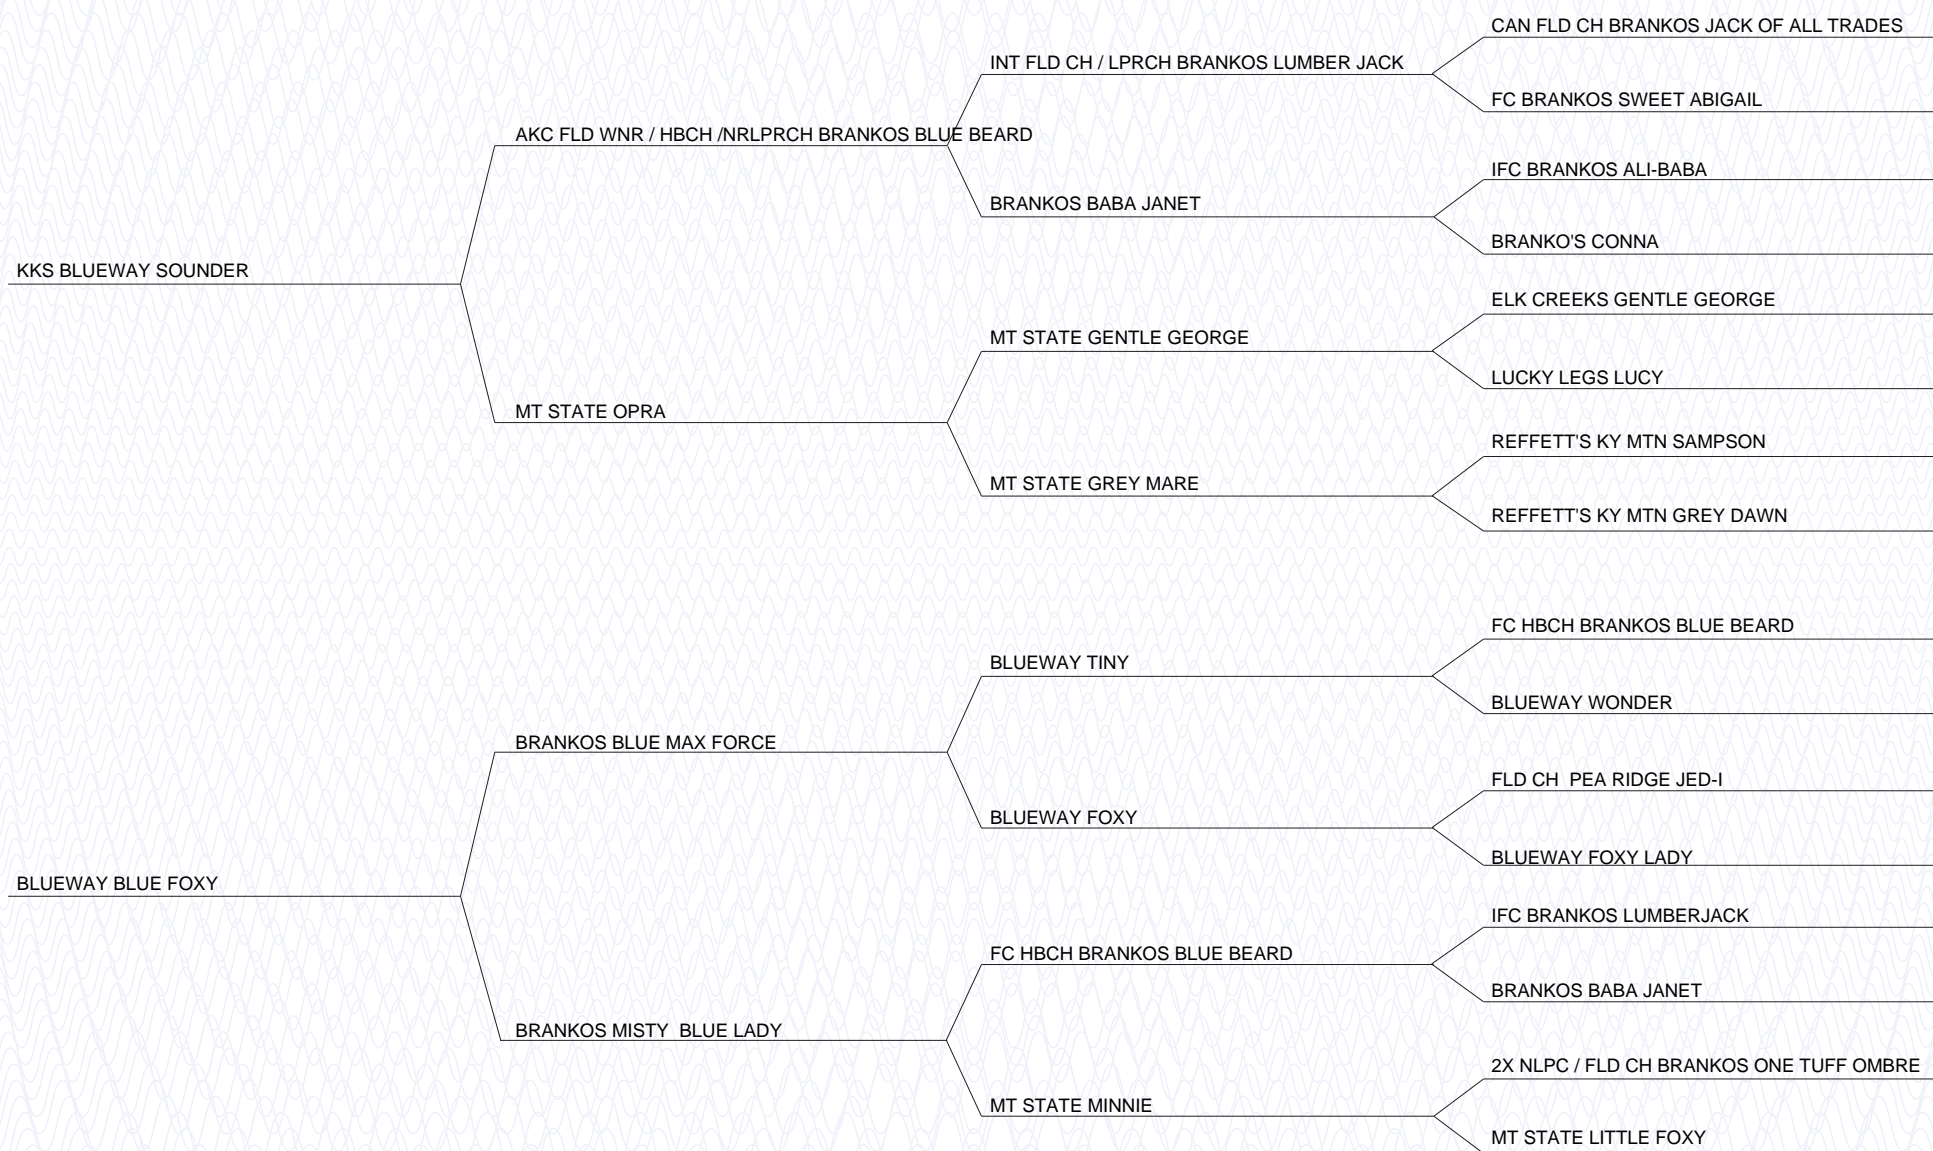 CAN FLD CH BRANKOS JACK OF ALL TRADES
INT FLD CH / LPRCH BRANKOS LUMBER JACK
FC BRANKOS SWEET ABIGAIL
AKC FLD WNR / HBCH /NRLPRCH BRANKOS BLUE BEARD
IFC BRANKOS ALI-BABA
BRANKOS BABA JANET
BRANKO'S CONNA
KKS BLUEWAY SOUNDER
ELK CREEKS GENTLE GEORGE
MT STATE GENTLE GEORGE
LUCKY LEGS LUCY
MT STATE OPRA
REFFETT'S KY MTN SAMPSON
MT STATE GREY MARE
REFFETT'S KY MTN GREY DAWN
FC HBCH BRANKOS BLUE BEARD
BLUEWAY TINY
BLUEWAY WONDER
BRANKOS BLUE MAX FORCE
FLD CH  PEA RIDGE JED-I
BLUEWAY FOXY
BLUEWAY FOXY LADY
BLUEWAY BLUE FOXY
IFC BRANKOS LUMBERJACK
FC HBCH BRANKOS BLUE BEARD
BRANKOS BABA JANET
BRANKOS MISTY  BLUE LADY
2X NLPC / FLD CH BRANKOS ONE TUFF OMBRE
MT STATE MINNIE
MT STATE LITTLE FOXY